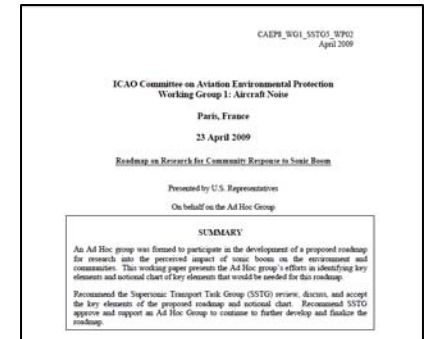 CAEP8_WG1_SSTG5_WP02
April 2009
ICAO Committee on Aviation Environmental Protection
Working Group 1: Aircraft Noise
Paris, France
23 April 2009
Roadmap on Research for Community Response to Sonic Boom
Presented by U.S. Representatives
On behalf on the Ad Hoc Group
SUMMARY
An Ad Hoc group was formed to participate in the development of a proposed roadmap
for research into the perceived impact of sonic boom on the environment and
communities. This working paper presents the Ad Hoc group's efforts in identifying key
elements and notional chart of key elements that would be needed for this roadmap.
Recommend the Supersonic Transport Task Group (SSTG) review, discuss, and accept
the key elements of the proposed roadmap and notional chart. Recommend SSTG
approve and support an Ad Hoc Group to continue to further develop and finalize the
roadmap.